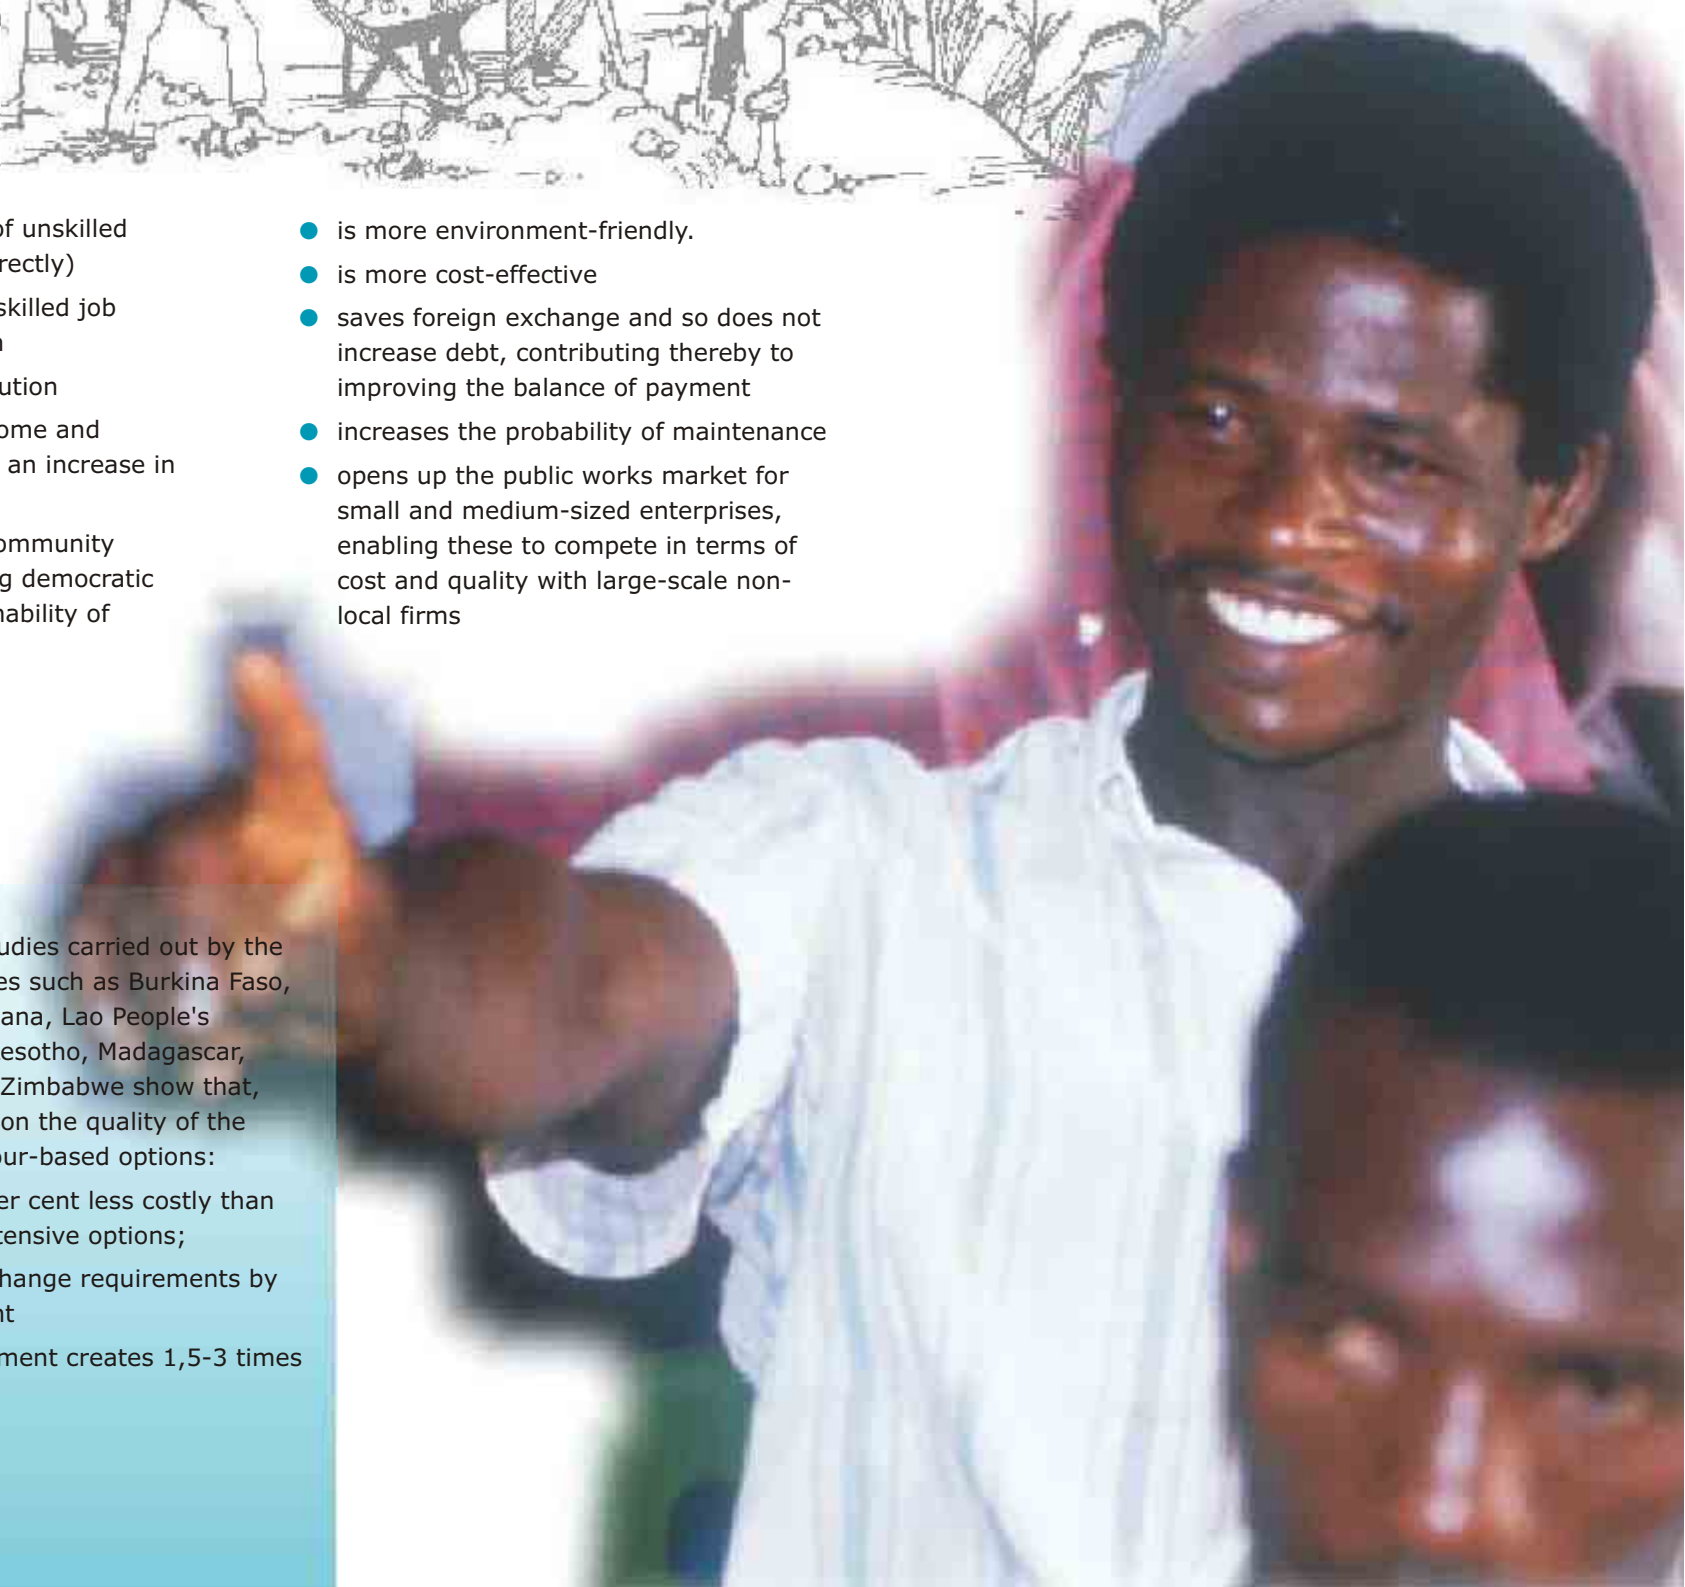 of unskilled
rectly)
skilled job
n
ution
ome and
an increase in
ommunity
g democratic
nability of
● is more environment-friendly.
● is more cost-effective
● saves foreign exchange and so does not
increase debt, contributing thereby to
improving the balance of payment
● increases the probability of maintenance
● opens up the public works market for
small and medium-sized enterprises,
enabling these to compete in terms of
cost and quality with large-scale non-
local firms
udies carried out by the
es such as Burkina Faso,
ana, Lao People's
esotho, Madagascar,
Zimbabwe show that,
on the quality of the
our-based options:
er cent less costly than
tensive options;
hange requirements by
nt
ment creates 1,5-3 times